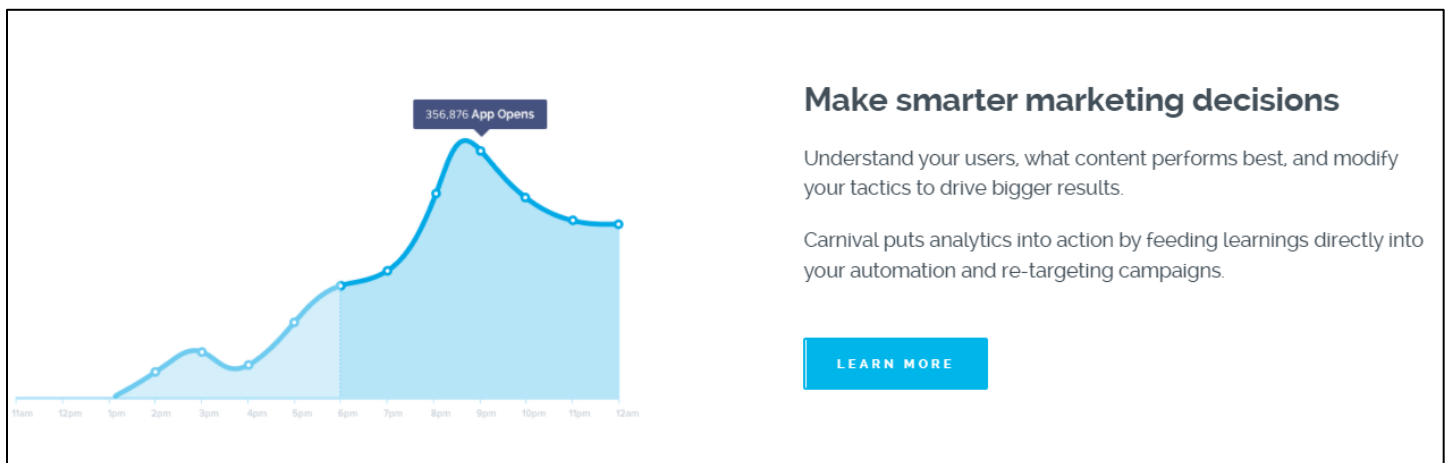 356,876 App Opens
11am 12pm 1pm 2pm 3pm 4pm 5pm 6pm 7pm 8pm 9pm 10pm 11pm 12am
Make smarter marketing decisions
Understand your users, what content performs best, and modify
your tactics to drive bigger results.
Carnival puts analytics into action by feeding learnings directly into
your automation and re-targeting campaigns.
LEARN MORE